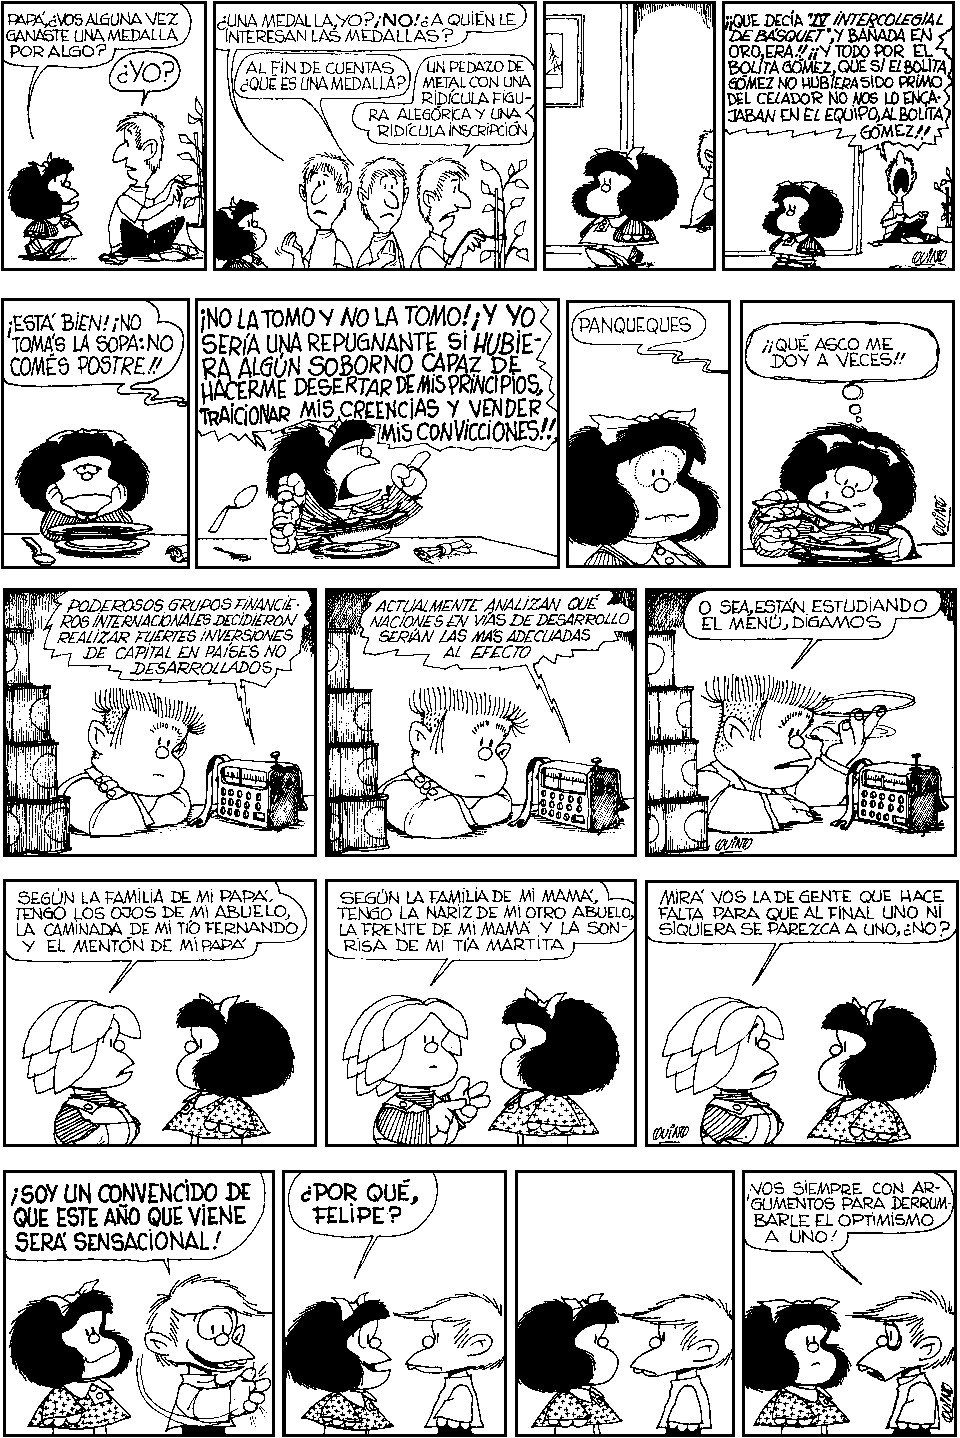 PAPÁ,¿VOS ALGUNA VEZ
GANASTE UNA MEDALLA
POR ALGO?
¿YO?
¿UNA MEDALLA,YO?¡NO!¿A QUIÉN LE
INTERESAN LAS MEDALLAS?
AL FIN DE CUENTAS
¿QUÉ ES UNA MEDALLA?
UN PEDAZO DE
METAL CON UNA
RIDÍCULA FIGU-
RA ALEGÓRICA Y UNA
RIDÍCULA INSCRIPCIÓN
¡¡QUE DECÍA "IV INTERCOLEGIAL
DE BÁSQUET",Y BAÑADA EN
ORO,ERA!! ¡¡Y TODO POR EL
BOLITA GÓMEZ, QUE SI EL BOLITA
GÓMEZ NO HUBIERA SIDO PRIMO
DEL CELADOR NO NOS LO ENCA-
JABAN EN EL EQUIPO, AL BOLITA
GÓMEZ!!
QUINO
¡ESTÁ BIEN! ¡NO
TOMÁS LA SOPA: NO
COMÉS POSTRE!!
¡NO LA TOMO Y NO LA TOMO! ¡Y YO
SERÍA UNA REPUGNANTE SI HUBIE-
RA ALGÚN SOBORNO CAPAZ DE
HACERME DESERTAR DE MIS PRINCIPIOS,
TRAICIONAR MIS CREENCIAS Y VENDER
MIS CONVICCIONES!!
PANQUEQUES
¡¡QUÉ ASCO ME
DOY A VECES!!
QUINO
PODEROSOS GRUPOS FINANCIE-
ROS INTERNACIONALES DECIDIERON
REALIZAR FUERTES INVERSIONES
DE CAPITAL EN PAÍSES NO
DESARROLLADOS
ACTUALMENTE ANALIZAN QUÉ
NACIONES EN VÍAS DE DESARROLLO
SERÍAN LAS MÁS ADECUADAS
AL EFECTO
O SEA, ESTÁN ESTUDIANDO
EL MENÚ, DIGAMOS
QUINO
SEGÚN LA FAMILIA DE MI PAPÁ,
TENGO LOS OJOS DE MI ABUELO,
LA CAMINADA DE MI TÍO FERNANDO
Y EL MENTÓN DE MI PAPÁ
SEGÚN LA FAMILIA DE MI MAMÁ,
TENGO LA NARIZ DE MI OTRO ABUELO,
LA FRENTE DE MI MAMÁ Y LA SON-
RISA DE MI TÍA MARTITA
MIRÁ VOS LA DE GENTE QUE HACE
FALTA PARA QUE AL FINAL UNO NI
SIQUIERA SE PAREZCA A UNO, ¿NO?
QUINO
¡SOY UN CONVENCIDO DE
QUE ESTE AÑO QUE VIENE
SERÁ SENSACIONAL!
¿POR QUÉ,
FELIPE?
¡VOS SIEMPRE CON AR-
GUMENTOS PARA DERRUM-
BARLE EL OPTIMISMO
A UNO!
QUINO